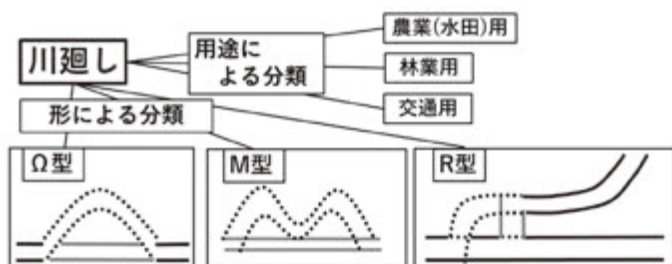 川廻し
用途に
よる分類
農業(水田)用
林業用
交通用
形による分類
Ω型
M型
R型